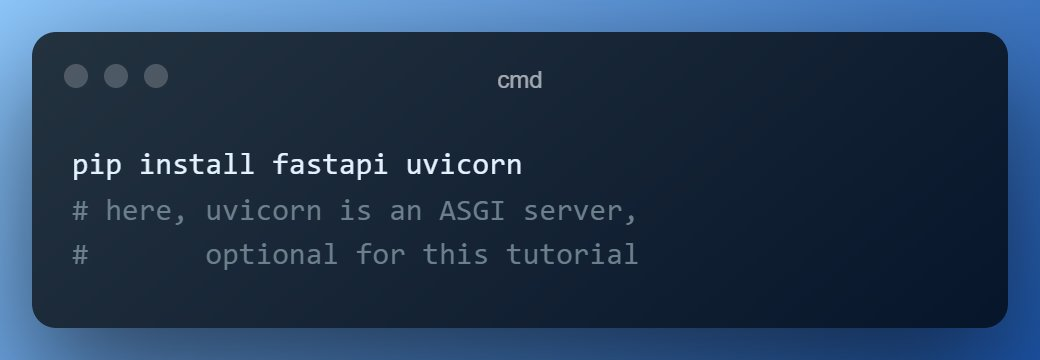 cmd
pip install fastapi uvicorn
# here, uvicorn is an ASGI server,
#       optional for this tutorial